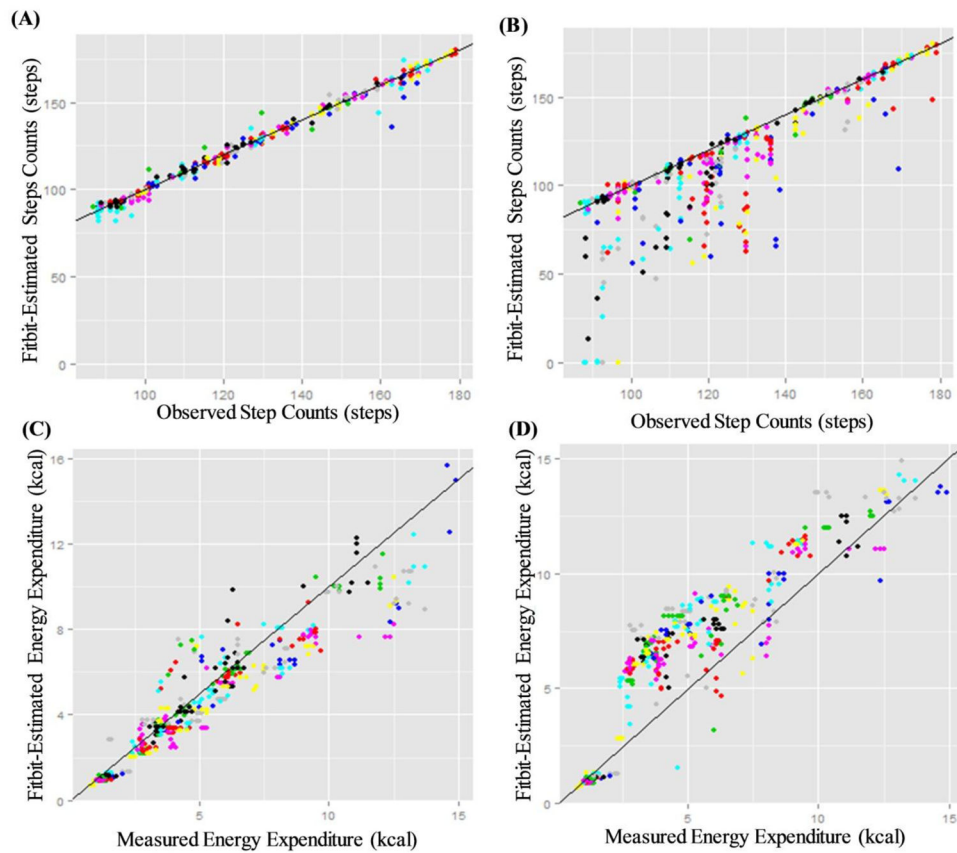 (A)
Fitbit-Estimated Steps Counts (steps)
150
100
50
0
100
120
140
160
180
Observed Step Counts (steps)
(B)
Fitbit-Estimated Steps Counts (steps)
150
100
50
0
100
120
140
160
180
Observed Step Counts (steps)
(C)
Fitbit-Estimated Energy Expenditure (kcal)
16
12
8
4
0
5
10
15
Measured Energy Expenditure (kcal)
(D)
Fitbit-Estimated Energy Expenditure (kcal)
15
10
5
0
5
10
15
Measured Energy Expenditure (kcal)